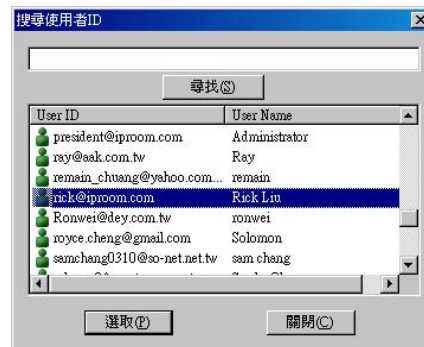 搜尋使用者ID
尋找(S)
User ID User Name
president@iproom.com Administrator
ray@aak.com.tw Ray
remain_chuang@yahoo.com... remain
rick@iproom.com Rick Liu
Ronwei@dey.com.tw ronwei
royce.cheng@gmail.com Solomon
samchang0310@so-net.net.tw sam chang
選取(P) 關閉(C)